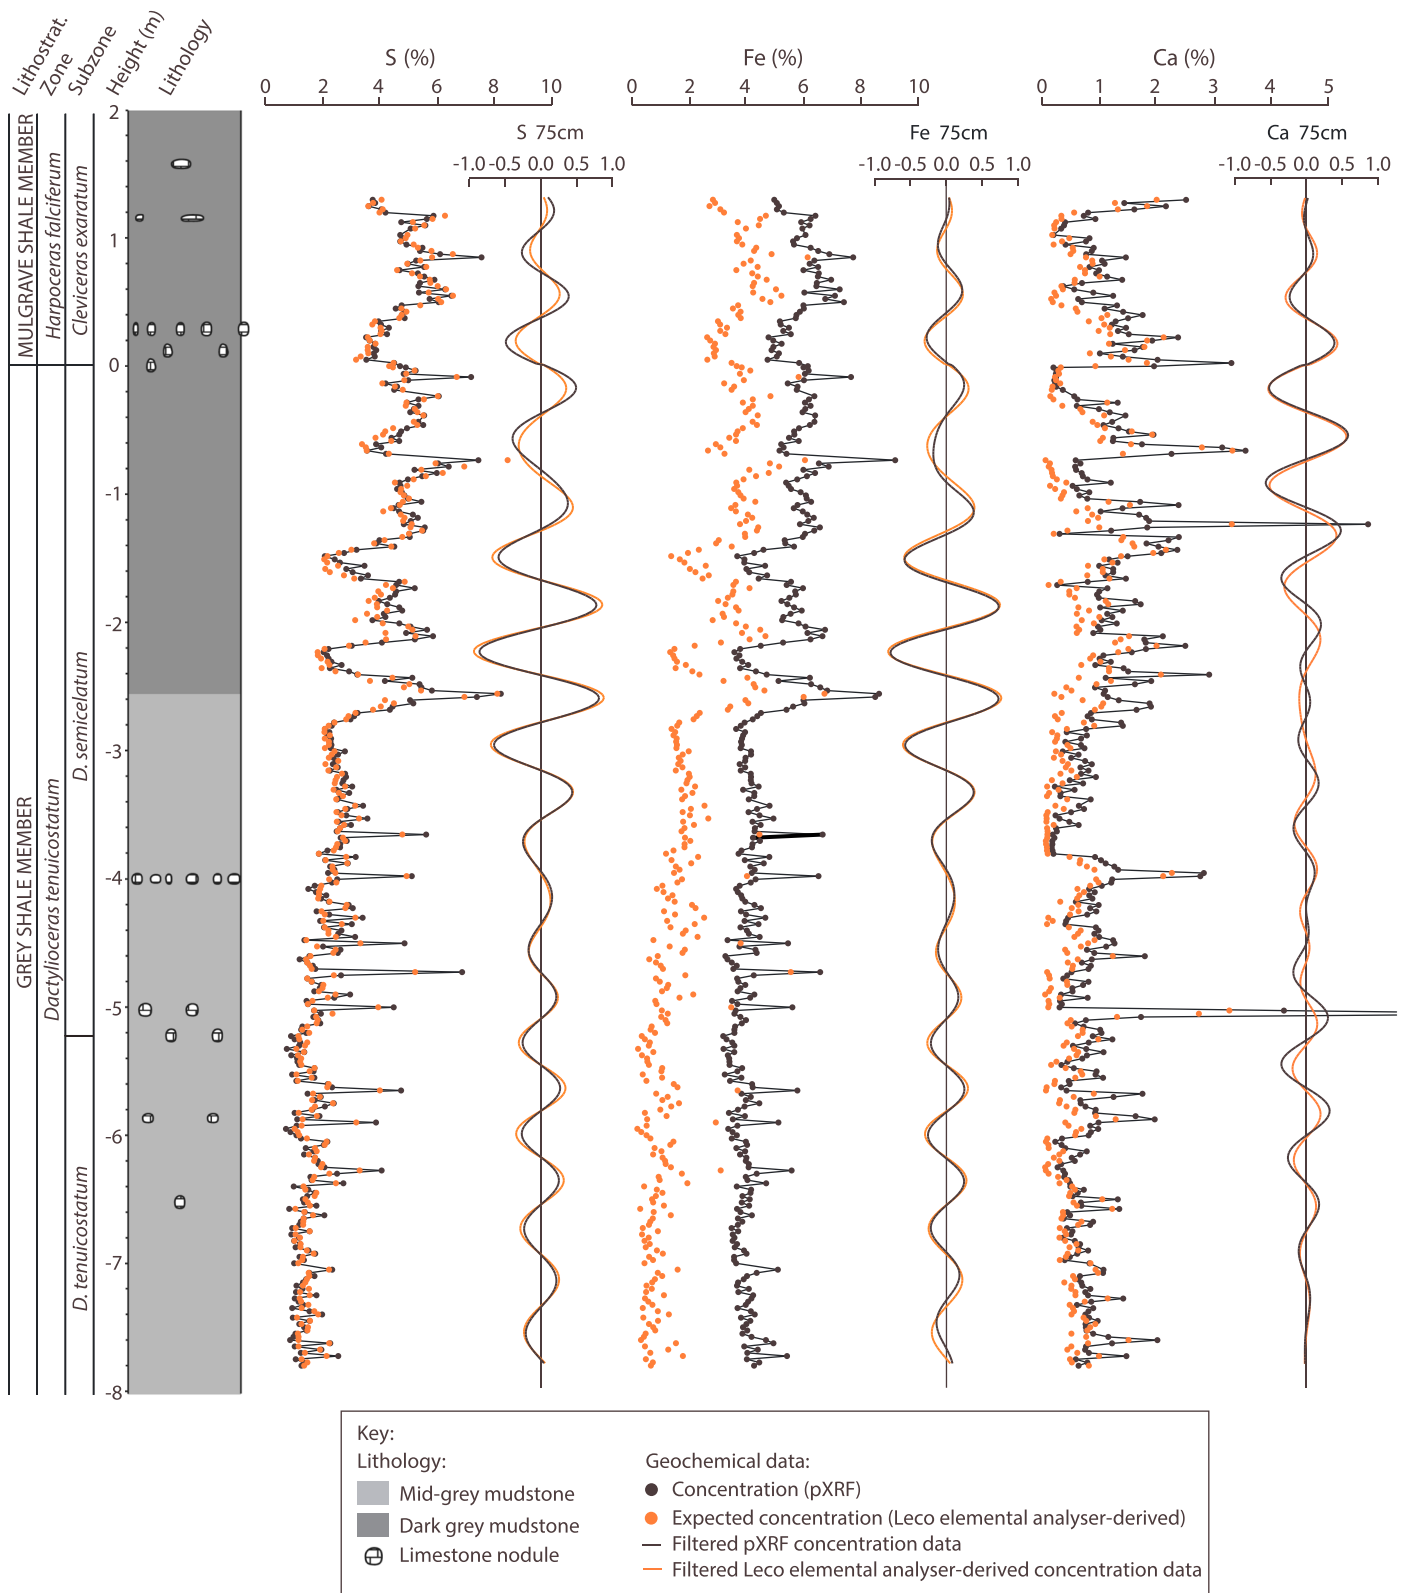 Lithostrat.
Zone
Subzone
Height (m)
Lithology
S (%)
0 2 4 6 8 10
Fe (%)
0 2 4 6 8 10
Ca (%)
0 1 2 3 4 5
S 75cm
-1.0 -0.5 0.0 0.5 1.0
Fe 75cm
-1.0 -0.5 0.0 0.5 1.0
Ca 75cm
-1.0 -0.5 0.0 0.5 1.0
MULGRAVE SHALE MEMBER
Harpoceras falciferum
Cleviceras exaratum
GREY SHALE MEMBER
Dactylioceras tenuicostatum
D. semicelatum
D. tenuicostatum
2
1
0
-1
-2
-3
-4
-5
-6
-7
-8
Key:
Lithology:
Mid-grey mudstone
Dark grey mudstone
Limestone nodule
Geochemical data:
Concentration (pXRF)
Expected concentration (Leco elemental analyser-derived)
Filtered pXRF concentration data
Filtered Leco elemental analyser-derived concentration data